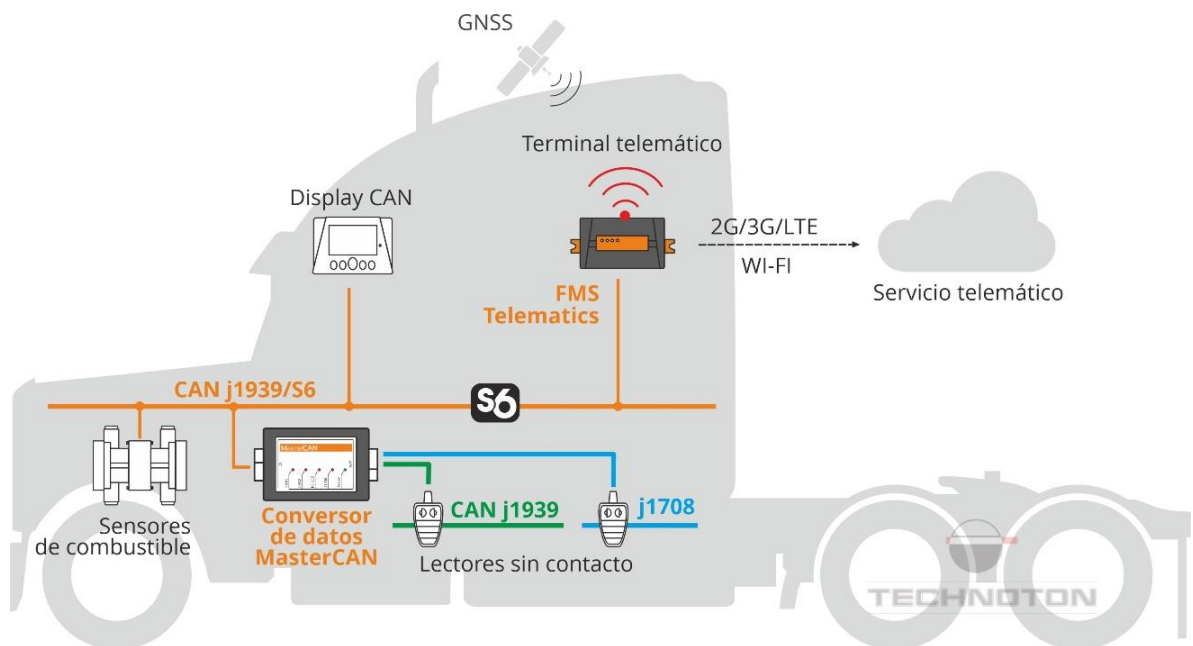 GNSS
Terminal telemático
Display CAN
2G/3G/LTE
WI-FI
Servicio telemático
FMS
Telematics
CAN j1939/S6
S6
MASTERCAN
Sensores
de combustible
Conversor
de datos
MasterCAN
CAN j1939
j1708
Lectores sin contacto
TECHNOTON